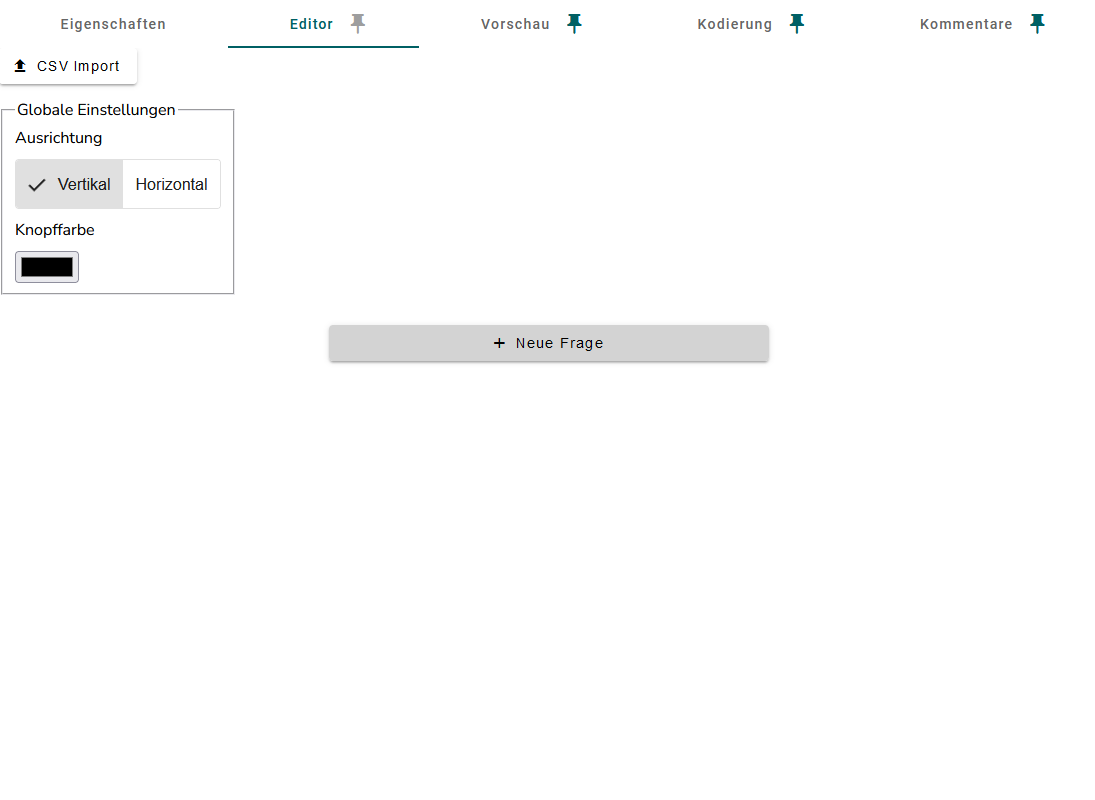 Eigenschaften Editor Vorschau Kodierung Kommentare
CSV Import
Globale Einstellungen
Ausrichtung
Vertikal Horizontal
Knopffarbe
+ Neue Frage